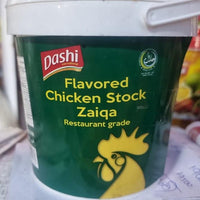 Dashi
Flavored
Chicken Stock
Zaiqa
Restaurant grade